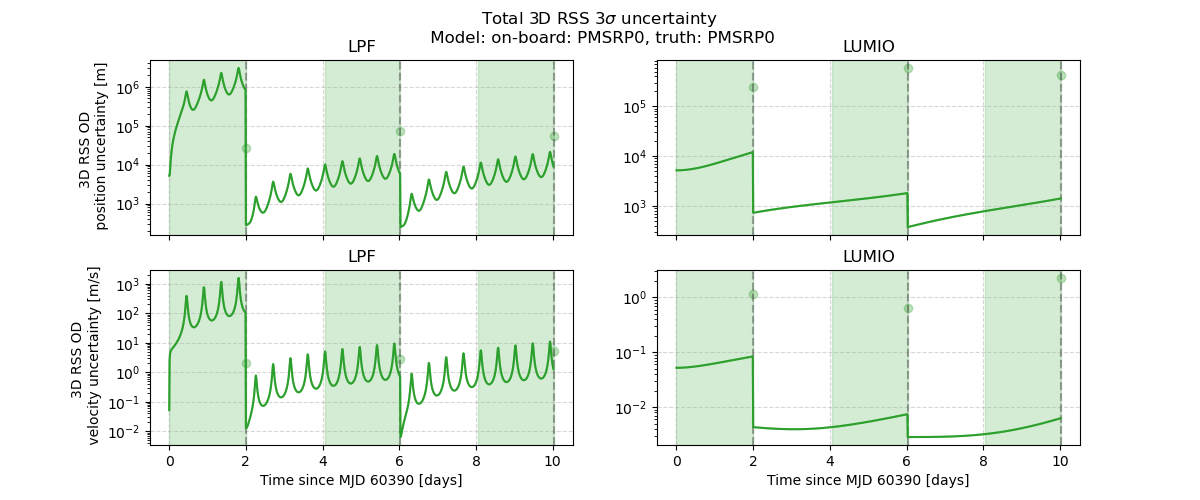 Total 3D RSS 3σ uncertainty
Model: on-board: PMSRP0, truth: PMSRP0
LPF
LUMIO
3D RSS OD
position uncertainty [m]
10^6
10^5
10^4
10^3
10^5
10^4
10^3
LPF
LUMIO
3D RSS OD
velocity uncertainty [m/s]
10^3
10^2
10^1
10^0
10^-1
10^-2
10^0
10^-1
10^-2
0 2 4 6 8 10
0 2 4 6 8 10
Time since MJD 60390 [days]
Time since MJD 60390 [days]